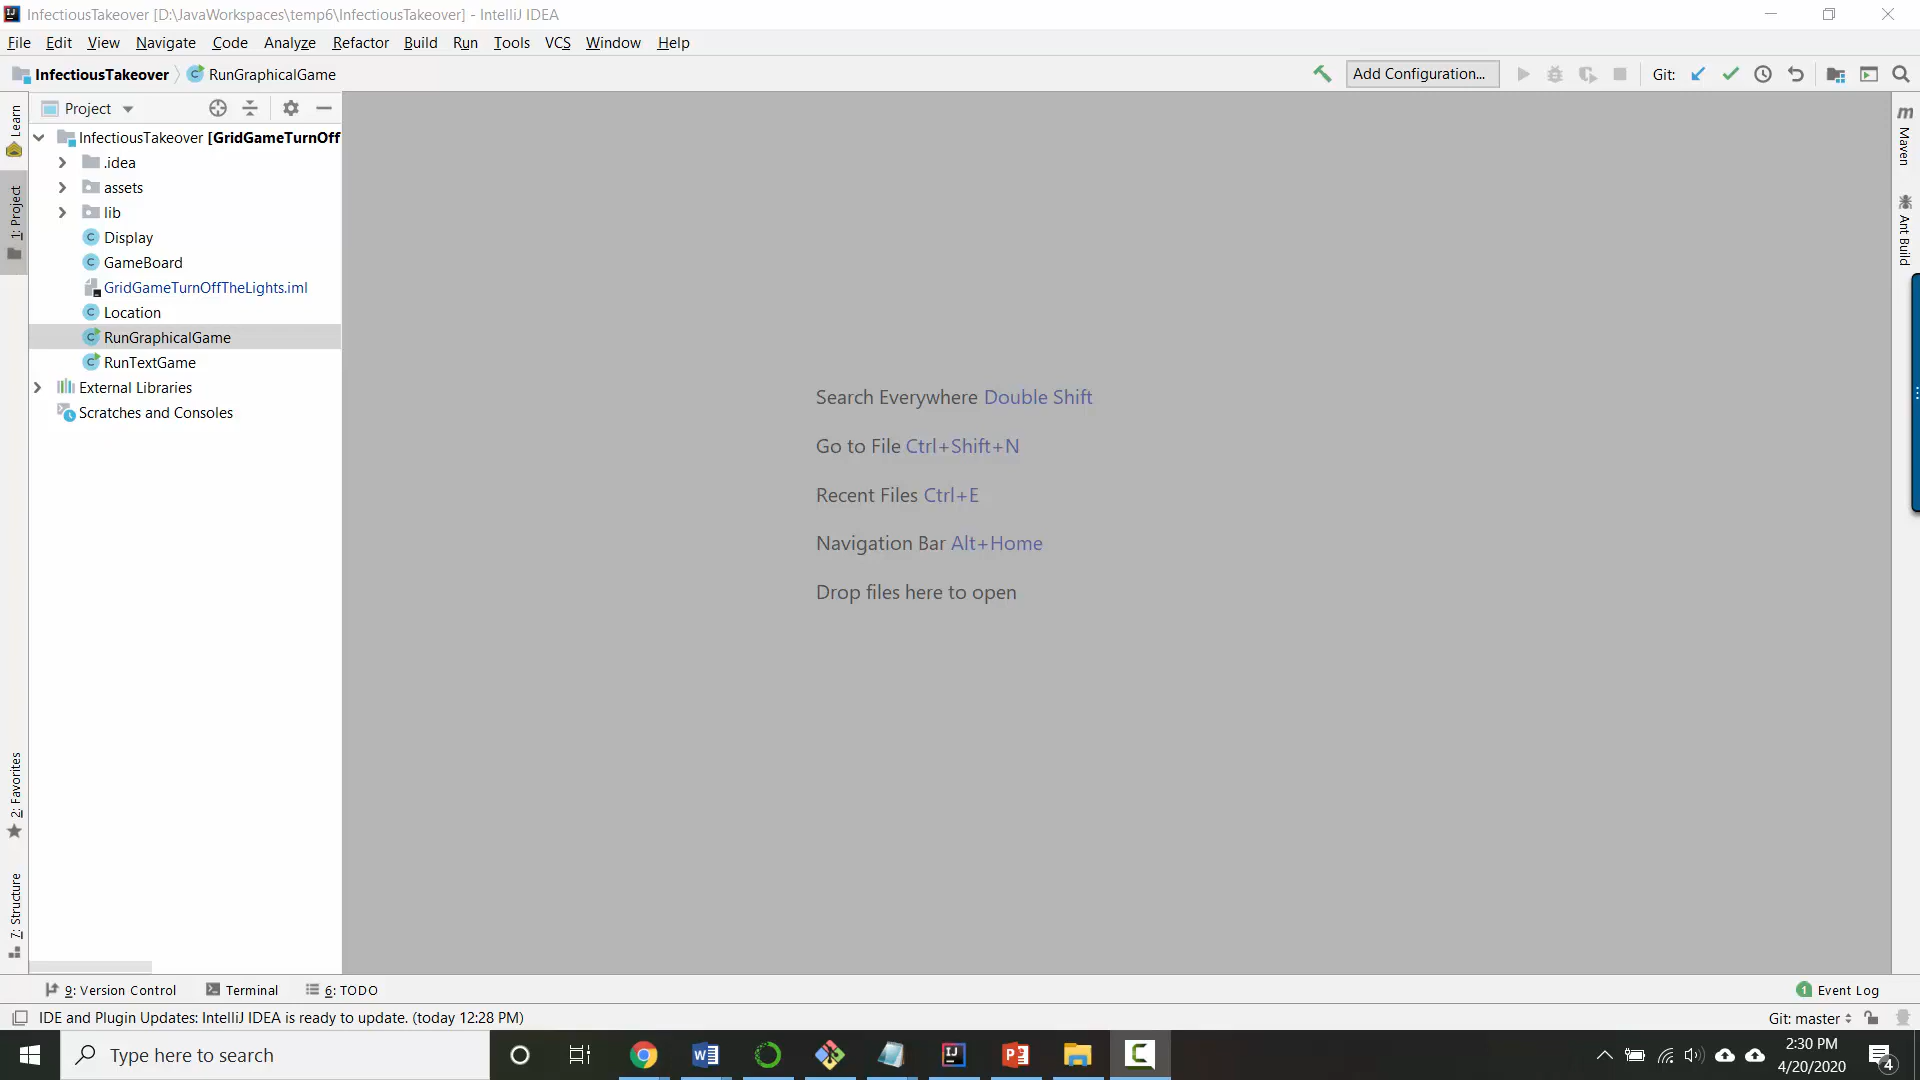 InfectiousTakeover [D:\JavaWorkspaces\temp6\InfectiousTakeover] - IntelliJ IDEA
File Edit View Navigate Code Analyze Refactor Build Run Tools VCS Window Help
InfectiousTakeover RunGraphicalGame Add Configuration... Git:
Project
InfectiousTakeover [GridGameTurnOff
.idea
assets
lib
Display
GameBoard
GridGameTurnOffTheLights.iml
Location
RunGraphicalGame
RunTextGame
External Libraries
Scratches and Consoles
Learn
1: Project
2: Favorites
7: Structure
Search Everywhere Double Shift
Go to File Ctrl+Shift+N
Recent Files Ctrl+E
Navigation Bar Alt+Home
Drop files here to open
m
Maven
Ant Build
9: Version Control Terminal 6: TODO 1 Event Log
IDE and Plugin Updates: IntelliJ IDEA is ready to update. (today 12:28 PM) Git: master
Type here to search
2:30 PM
4/20/2020
4